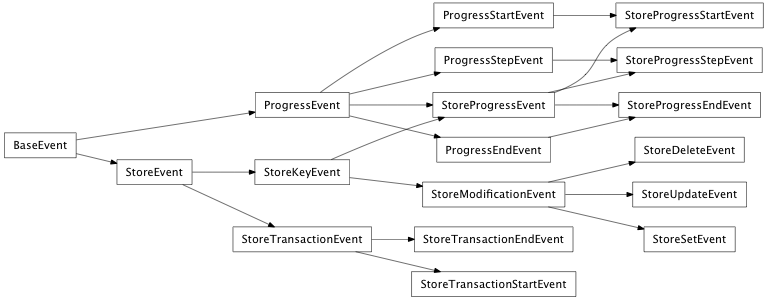 ProgressStartEvent
StoreProgressStartEvent
ProgressStepEvent
StoreProgressStepEvent
ProgressEvent
StoreProgressEvent
StoreProgressEndEvent
BaseEvent
ProgressEndEvent
StoreDeleteEvent
StoreEvent
StoreKeyEvent
StoreModificationEvent
StoreUpdateEvent
StoreTransactionEvent
StoreTransactionEndEvent
StoreSetEvent
StoreTransactionStartEvent